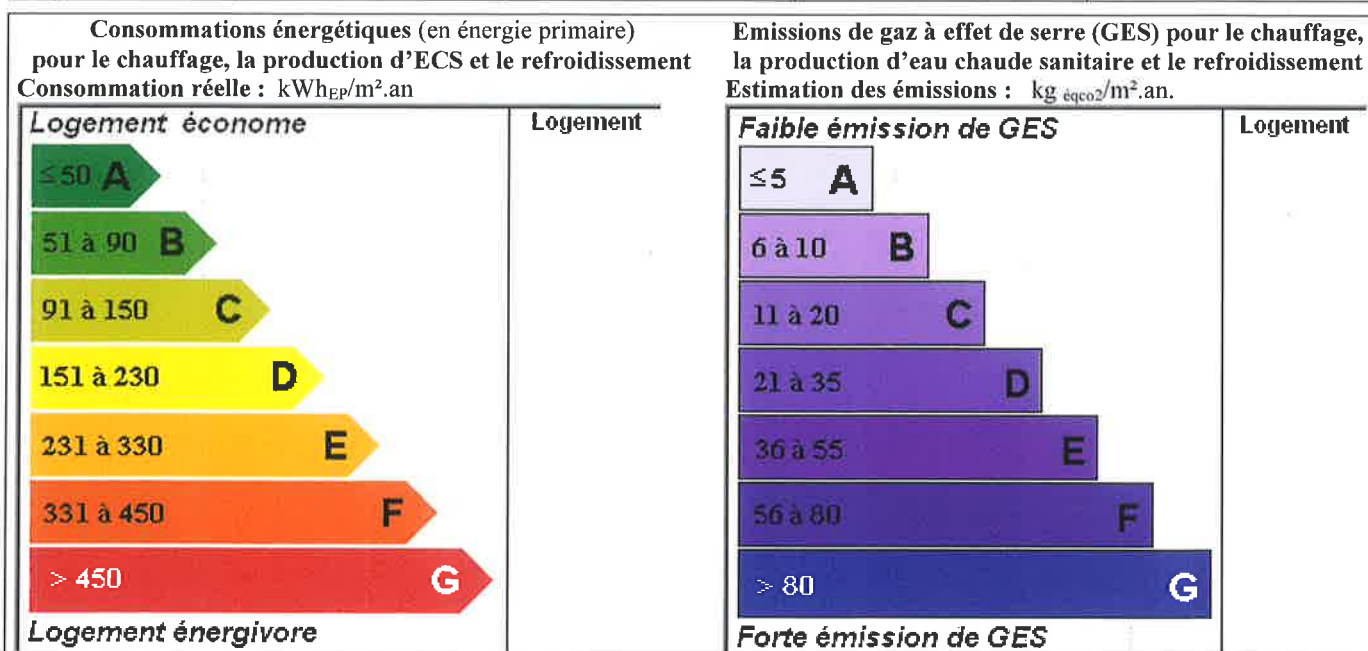 Consommations énergétiques (en énergie primaire)
pour le chauffage, la production d'ECS et le refroidissement
Consommation réelle : kWhEP/m².an
Logement économe
Logement
≤50 A
51 à 90 B
91 à 150 C
151 à 230 D
231 à 330 E
331 à 450 F
> 450 G
Logement énergivore
Emissions de gaz à effet de serre (GES) pour le chauffage,
la production d'eau chaude sanitaire et le refroidissement
Estimation des émissions : kg éqco2/m².an.
Faible émission de GES
Logement
≤5 A
6 à 10 B
11 à 20 C
21 à 35 D
36 à 55 E
56 à 80 F
> 80 G
Forte émission de GES